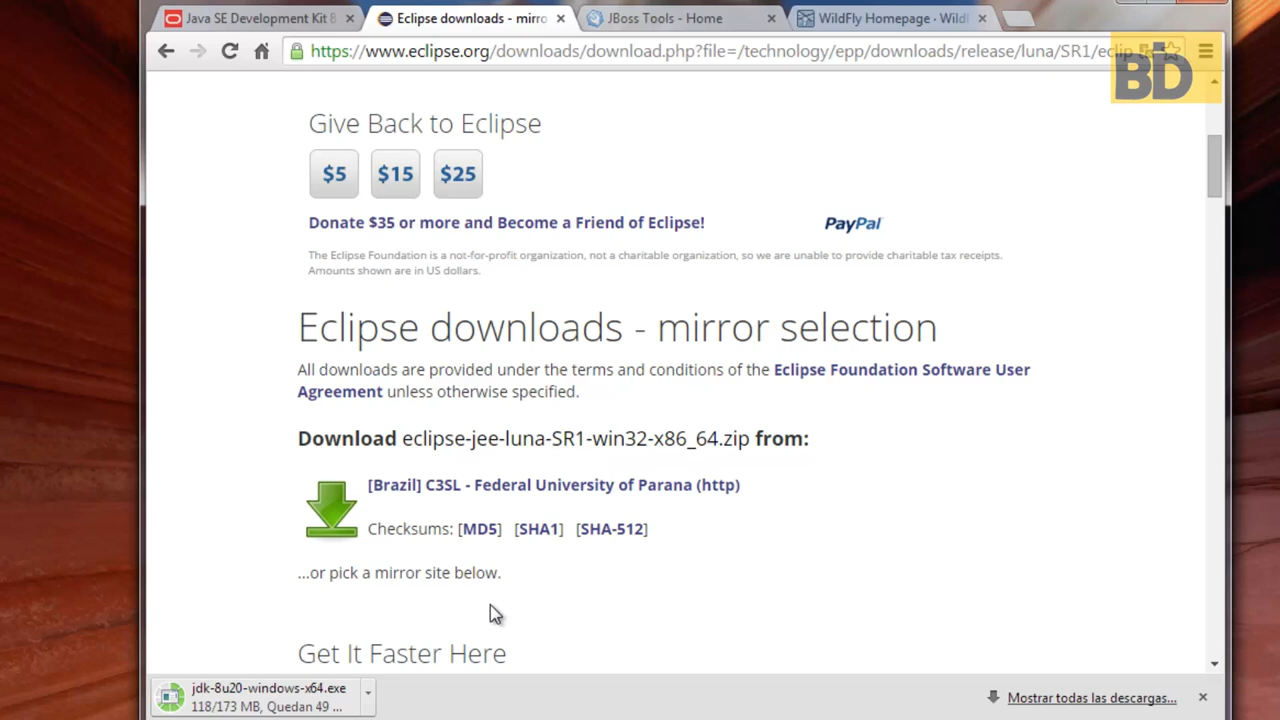 Java SE Development Kit 8
Eclipse downloads - mirro
JBoss Tools - Home
WildFly Homepage · Wildl
https://www.eclipse.org/downloads/download.php?file=/technology/epp/downloads/release/luna/SR1/eclip
BD
Give Back to Eclipse
$5 $15 $25
Donate $35 or more and Become a Friend of Eclipse!
PayPal
The Eclipse Foundation is a not-for-profit organization, not a charitable organization, so we are unable to provide charitable tax receipts.
Amounts shown are in US dollars.
Eclipse downloads - mirror selection
All downloads are provided under the terms and conditions of the Eclipse Foundation Software User
Agreement unless otherwise specified.
Download eclipse-jee-luna-SR1-win32-x86_64.zip from:
[Brazil] C3SL - Federal University of Parana (http)
Checksums: [MD5] [SHA1] [SHA-512]
...or pick a mirror site below.
Get It Faster Here
jdk-8u20-windows-x64.exe
118/173 MB, Quedan 49 ...
Mostrar todas las descargas...